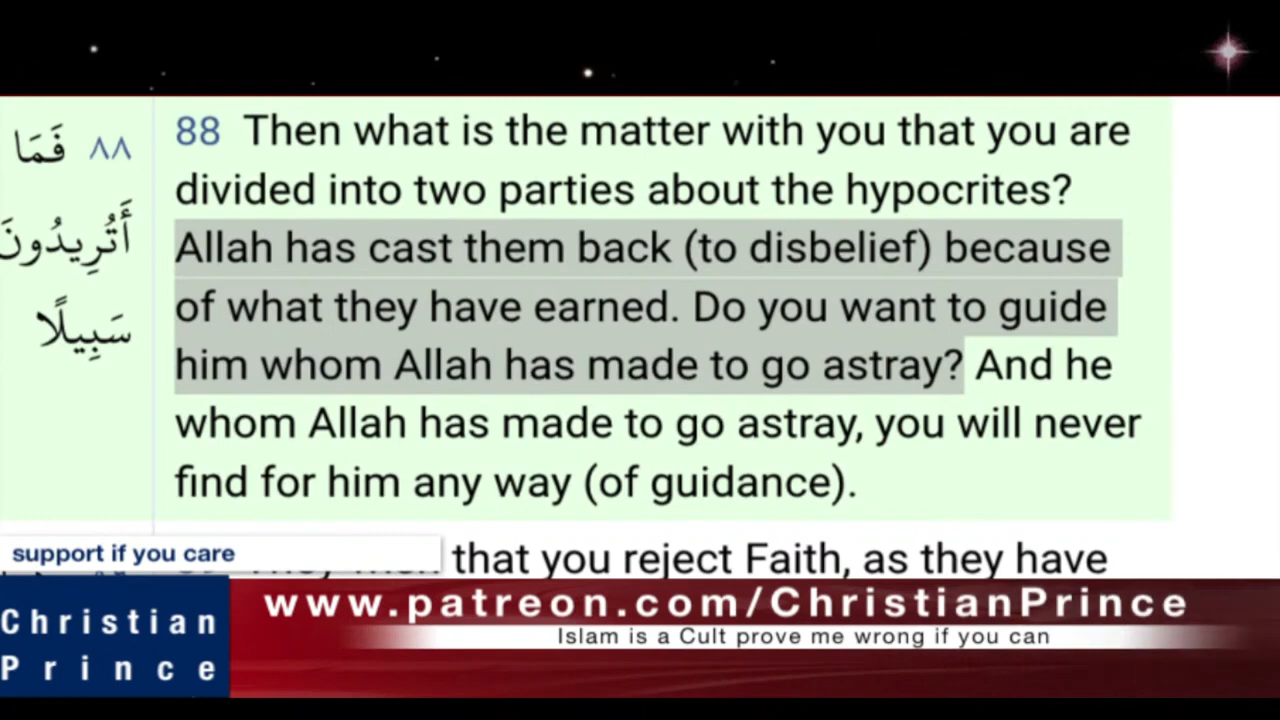 88 Then what is the matter with you that you are
divided into two parties about the hypocrites?
Allah has cast them back (to disbelief) because
of what they have earned. Do you want to guide
him whom Allah has made to go astray? And he
whom Allah has made to go astray, you will never
find for him any way (of guidance).
٨٨ فَمَا
أَتُرِيدُونَ
سَبِيلًا
that you reject Faith, as they have
support if you care
Christian
Prince
www.patreon.com/ChristianPrince
Islam is a Cult prove me wrong if you can